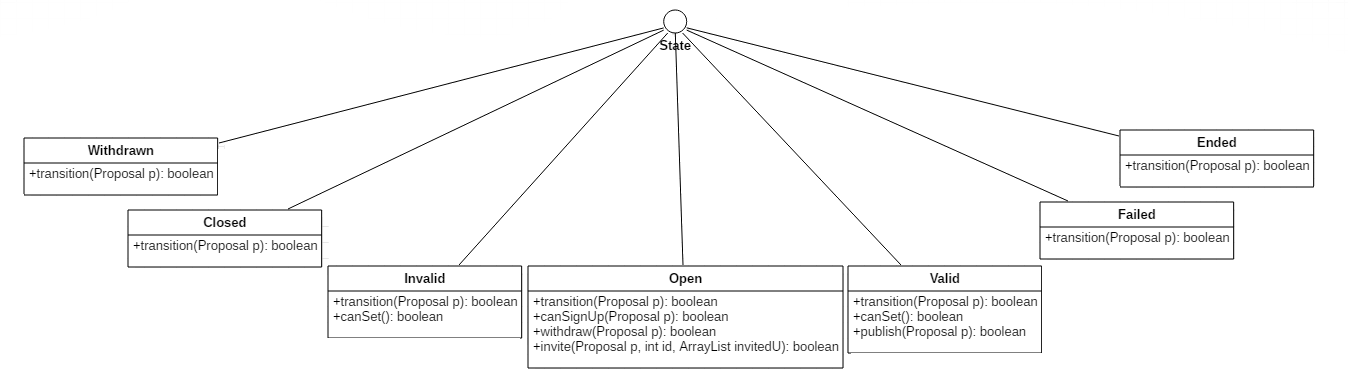 State
Withdrawn
+transition(Proposal p): boolean
Closed
+transition(Proposal p): boolean
Invalid
+transition(Proposal p): boolean
+canSet(): boolean
Open
+transition(Proposal p): boolean
+canSignUp(Proposal p): boolean
+withdraw(Proposal p): boolean
+invite(Proposal p, int id, ArrayList invitedU): boolean
Valid
+transition(Proposal p): boolean
+canSet(): boolean
+publish(Proposal p): boolean
Failed
+transition(Proposal p): boolean
Ended
+transition(Proposal p): boolean